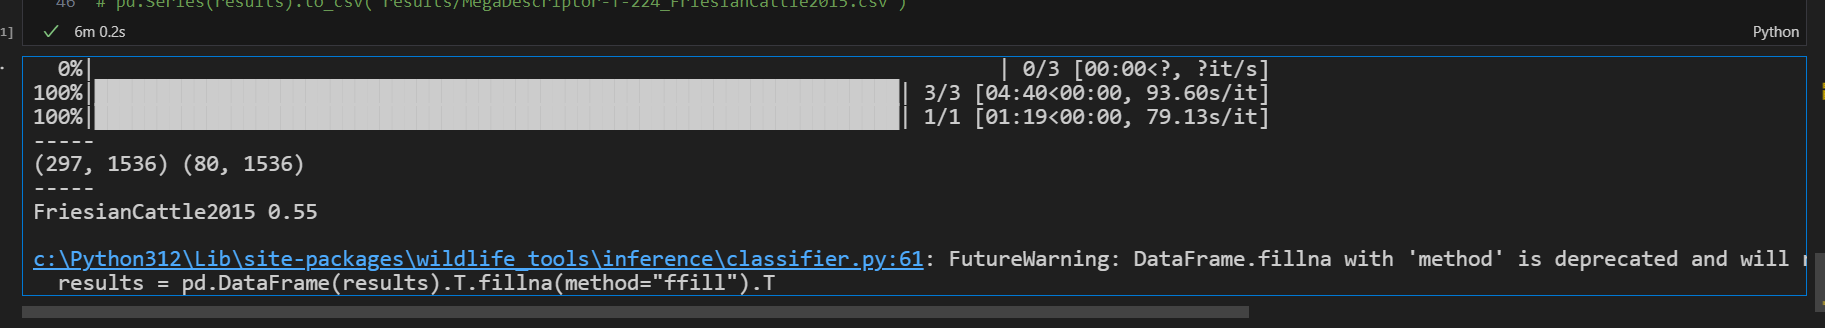 46 # pd.Series(results).to_csv( results/MegaDescriptor-T-224_FriesianCattle2015.csv )
1] 6m 0.2s Python
0%| | 0/3 [00:00<?, ?it/s]
100%|██████████| 3/3 [04:40<00:00, 93.60s/it]
100%|██████████| 1/1 [01:19<00:00, 79.13s/it]
-----
(297, 1536) (80, 1536)
-----
FriesianCattle2015 0.55
c:\Python312\Lib\site-packages\wildlife_tools\inference\classifier.py:61: FutureWarning: DataFrame.fillna with 'method' is deprecated and will
results = pd.DataFrame(results).T.fillna(method="ffill").T